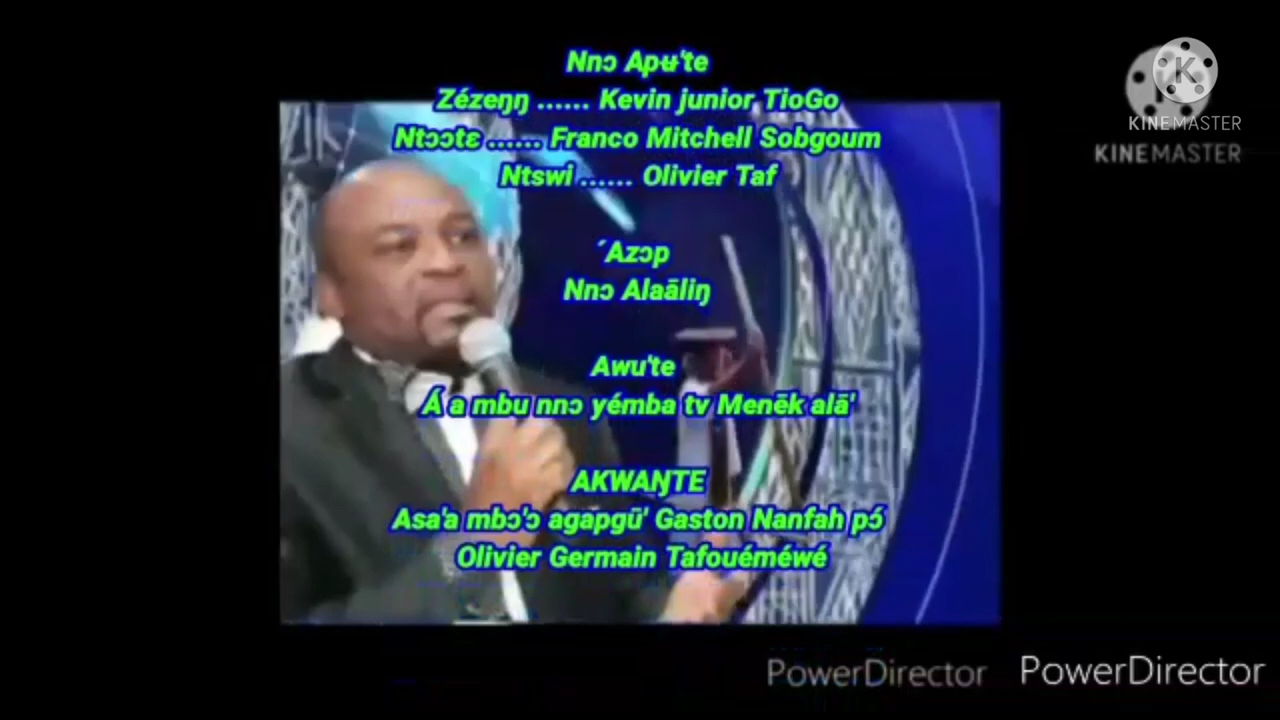 Nnɔ Apʉ'te
Zézeŋŋ ...... Kevin junior TioGo
Ntɔɔtɛ ...... Franco Mitchell Sobgoum
Ntswi ...... Olivier Taf
´Azɔp
Nnɔ Alaāliŋ
Awu'te
Á a mbu nnɔ yémba tv Menēk alā'
AKWAŊTE
Asa'a mbɔ'ɔ agapgū' Gaston Nanfah pɔ́
Olivier Germain Tafouéméwé
K
KINEMASTER
KINEMASTER
PowerDirector
PowerDirector